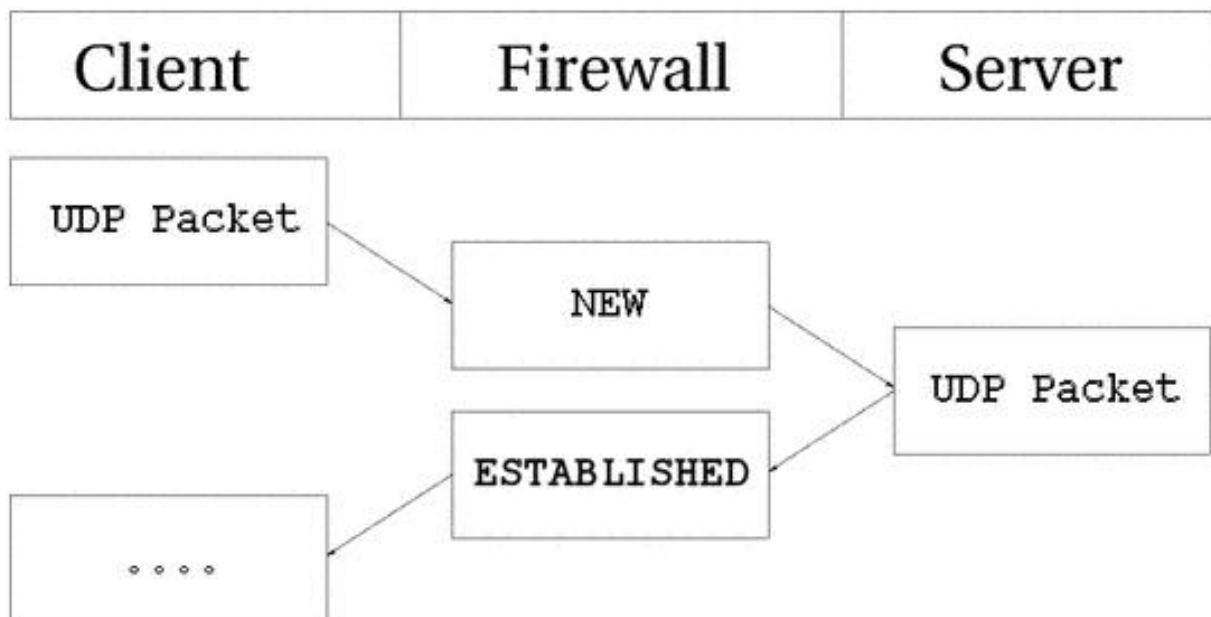 Client Firewall Server
UDP Packet
NEW
UDP Packet
ESTABLISHED
....